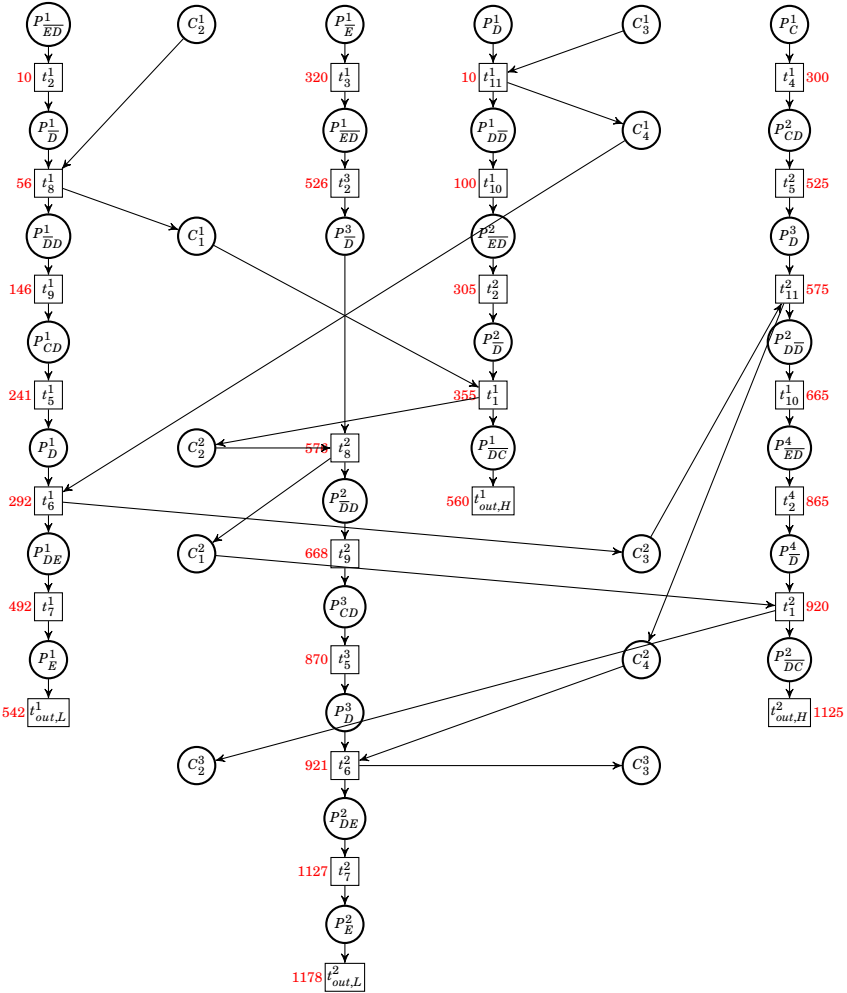 P^1_{\overline{ED}} C^1_2 P^1_{\overline{E}} P^1_D C^1_3 P^1_C
10 t^1_2 320 t^1_3 10 t^1_{11} t^1_4 300
P^1_{\overline{D}} P^1_{\overline{ED}} P^1_{D\overline{D}} C^1_4 P^2_{CD}
56 t^1_8 526 t^3_2 100 t^1_{10} t^2_5 525
P^1_{\overline{D}D} C^1_1 P^3_{\overline{D}} P^2_{\overline{ED}} P^3_D
146 t^1_9 305 t^2_2 t^2_{11} 575
P^1_{CD} P^2_{\overline{D}} P^2_{D\overline{D}}
241 t^1_5 355 t^1_1 t^1_{10} 665
P^1_D C^2_2 t^2_8 P^1_{\overline{DC}} P^4_{\overline{ED}}
292 t^1_6 P^2_{\overline{D}D} 560 t^1_{out,H} t^4_2 865
P^1_{DE} C^2_1 668 t^2_9 C^2_3 P^4_{\overline{D}}
492 t^1_7 P^3_{CD} t^2_1 920
P^1_E 870 t^3_5 C^2_4 P^2_{\overline{DC}}
542 t^1_{out,L} P^3_D t^2_{out,H} 1125
C^3_2 921 t^2_6 C^3_3
P^2_{DE}
1127 t^2_7
P^2_E
1178 t^2_{out,L}